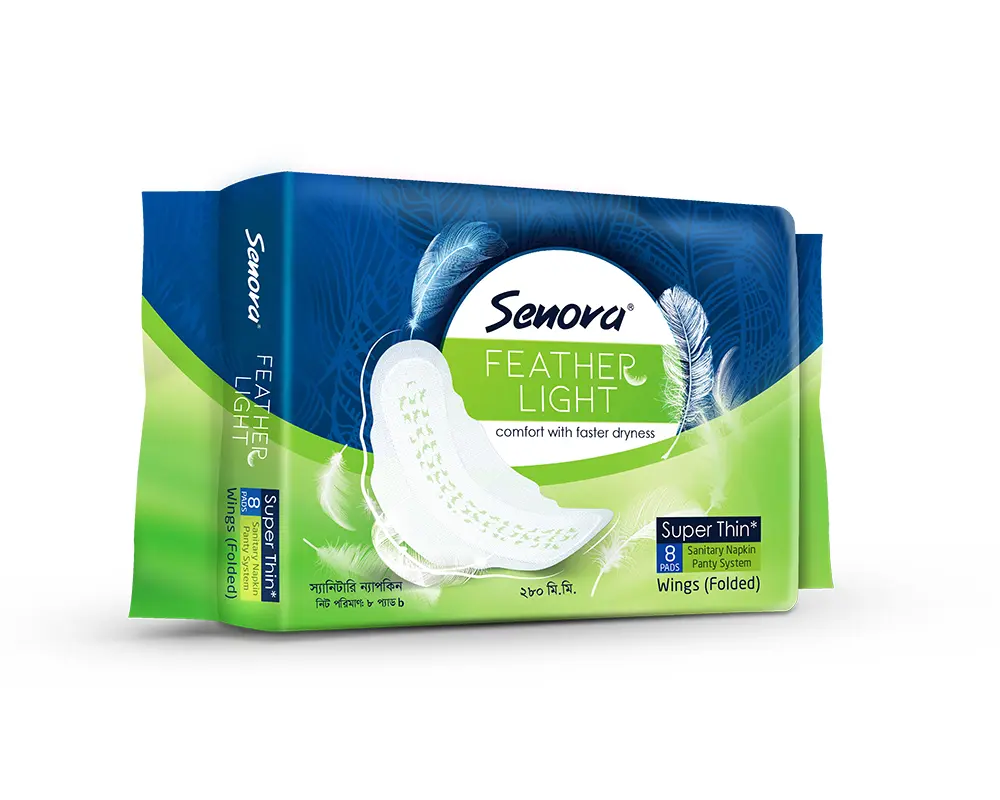 Senora®
FEATHER
LIGHT
Super Thin*
8
PADS
Sanitary Napkin
Panty System
Wings (Folded)
Senora®
FEATHER
LIGHT
comfort with faster dryness
Super Thin*
8
PADS
Sanitary Napkin
Panty System
Wings (Folded)
স্যানিটারি ন্যাপকিন
নিট পরিমাণ: ৮ প্যাড b
২৮০ মি.মি.